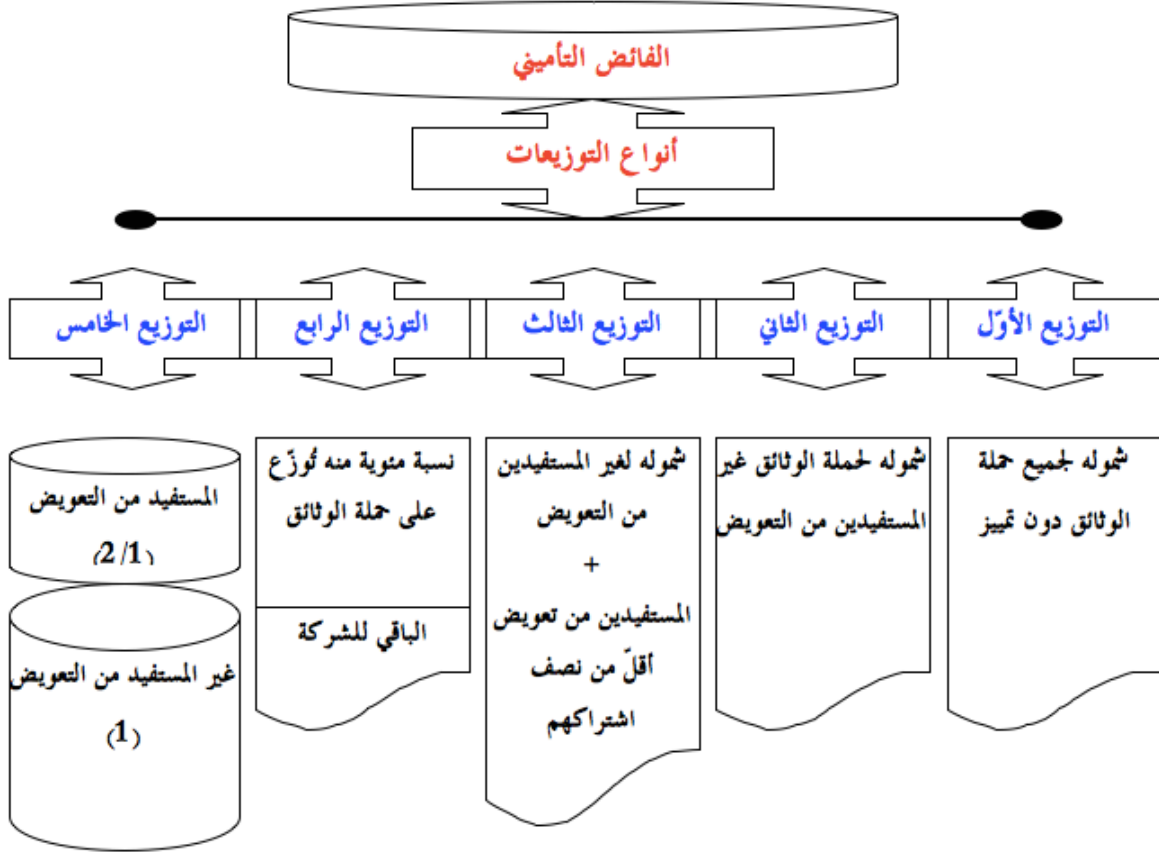 الفائض التأميني
أنواع التوزيعات
التوزيع الأوّل
التوزيع الثاني
التوزيع الثالث
التوزيع الرابع
التوزيع الخامس
شموله لجميع حملة
الوثائق دون تمييز
شموله لحملة الوثائق غير
المستفيدين من التعويض
شموله لغير المستفيدين
من التعويض
+
المستفيدين من تعويض
أقلّ من نصف
اشتراكهم
نسبة مئوية منه تُوزّع
على حملة الوثائق
الباقي للشركة
المستفيد من التعويض
(2/1)
غير المستفيد من التعويض
(1)